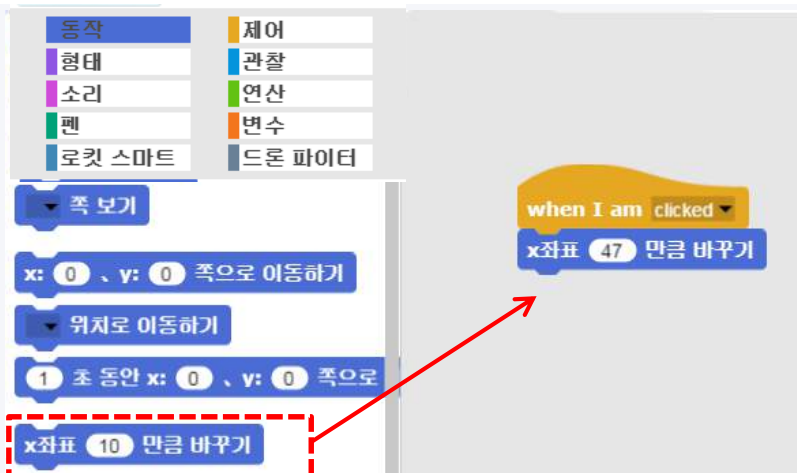 동작 제어
형태 관찰
소리 연산
펜 변수
로킷 스마트 드론 파이터
쪽 보기
x: 0 、 y: 0 쪽으로 이동하기
위치로 이동하기
1 초 동안 x: 0 、 y: 0 쪽으로
x좌표 10 만큼 바꾸기
when I am clicked
x좌표 47 만큼 바꾸기